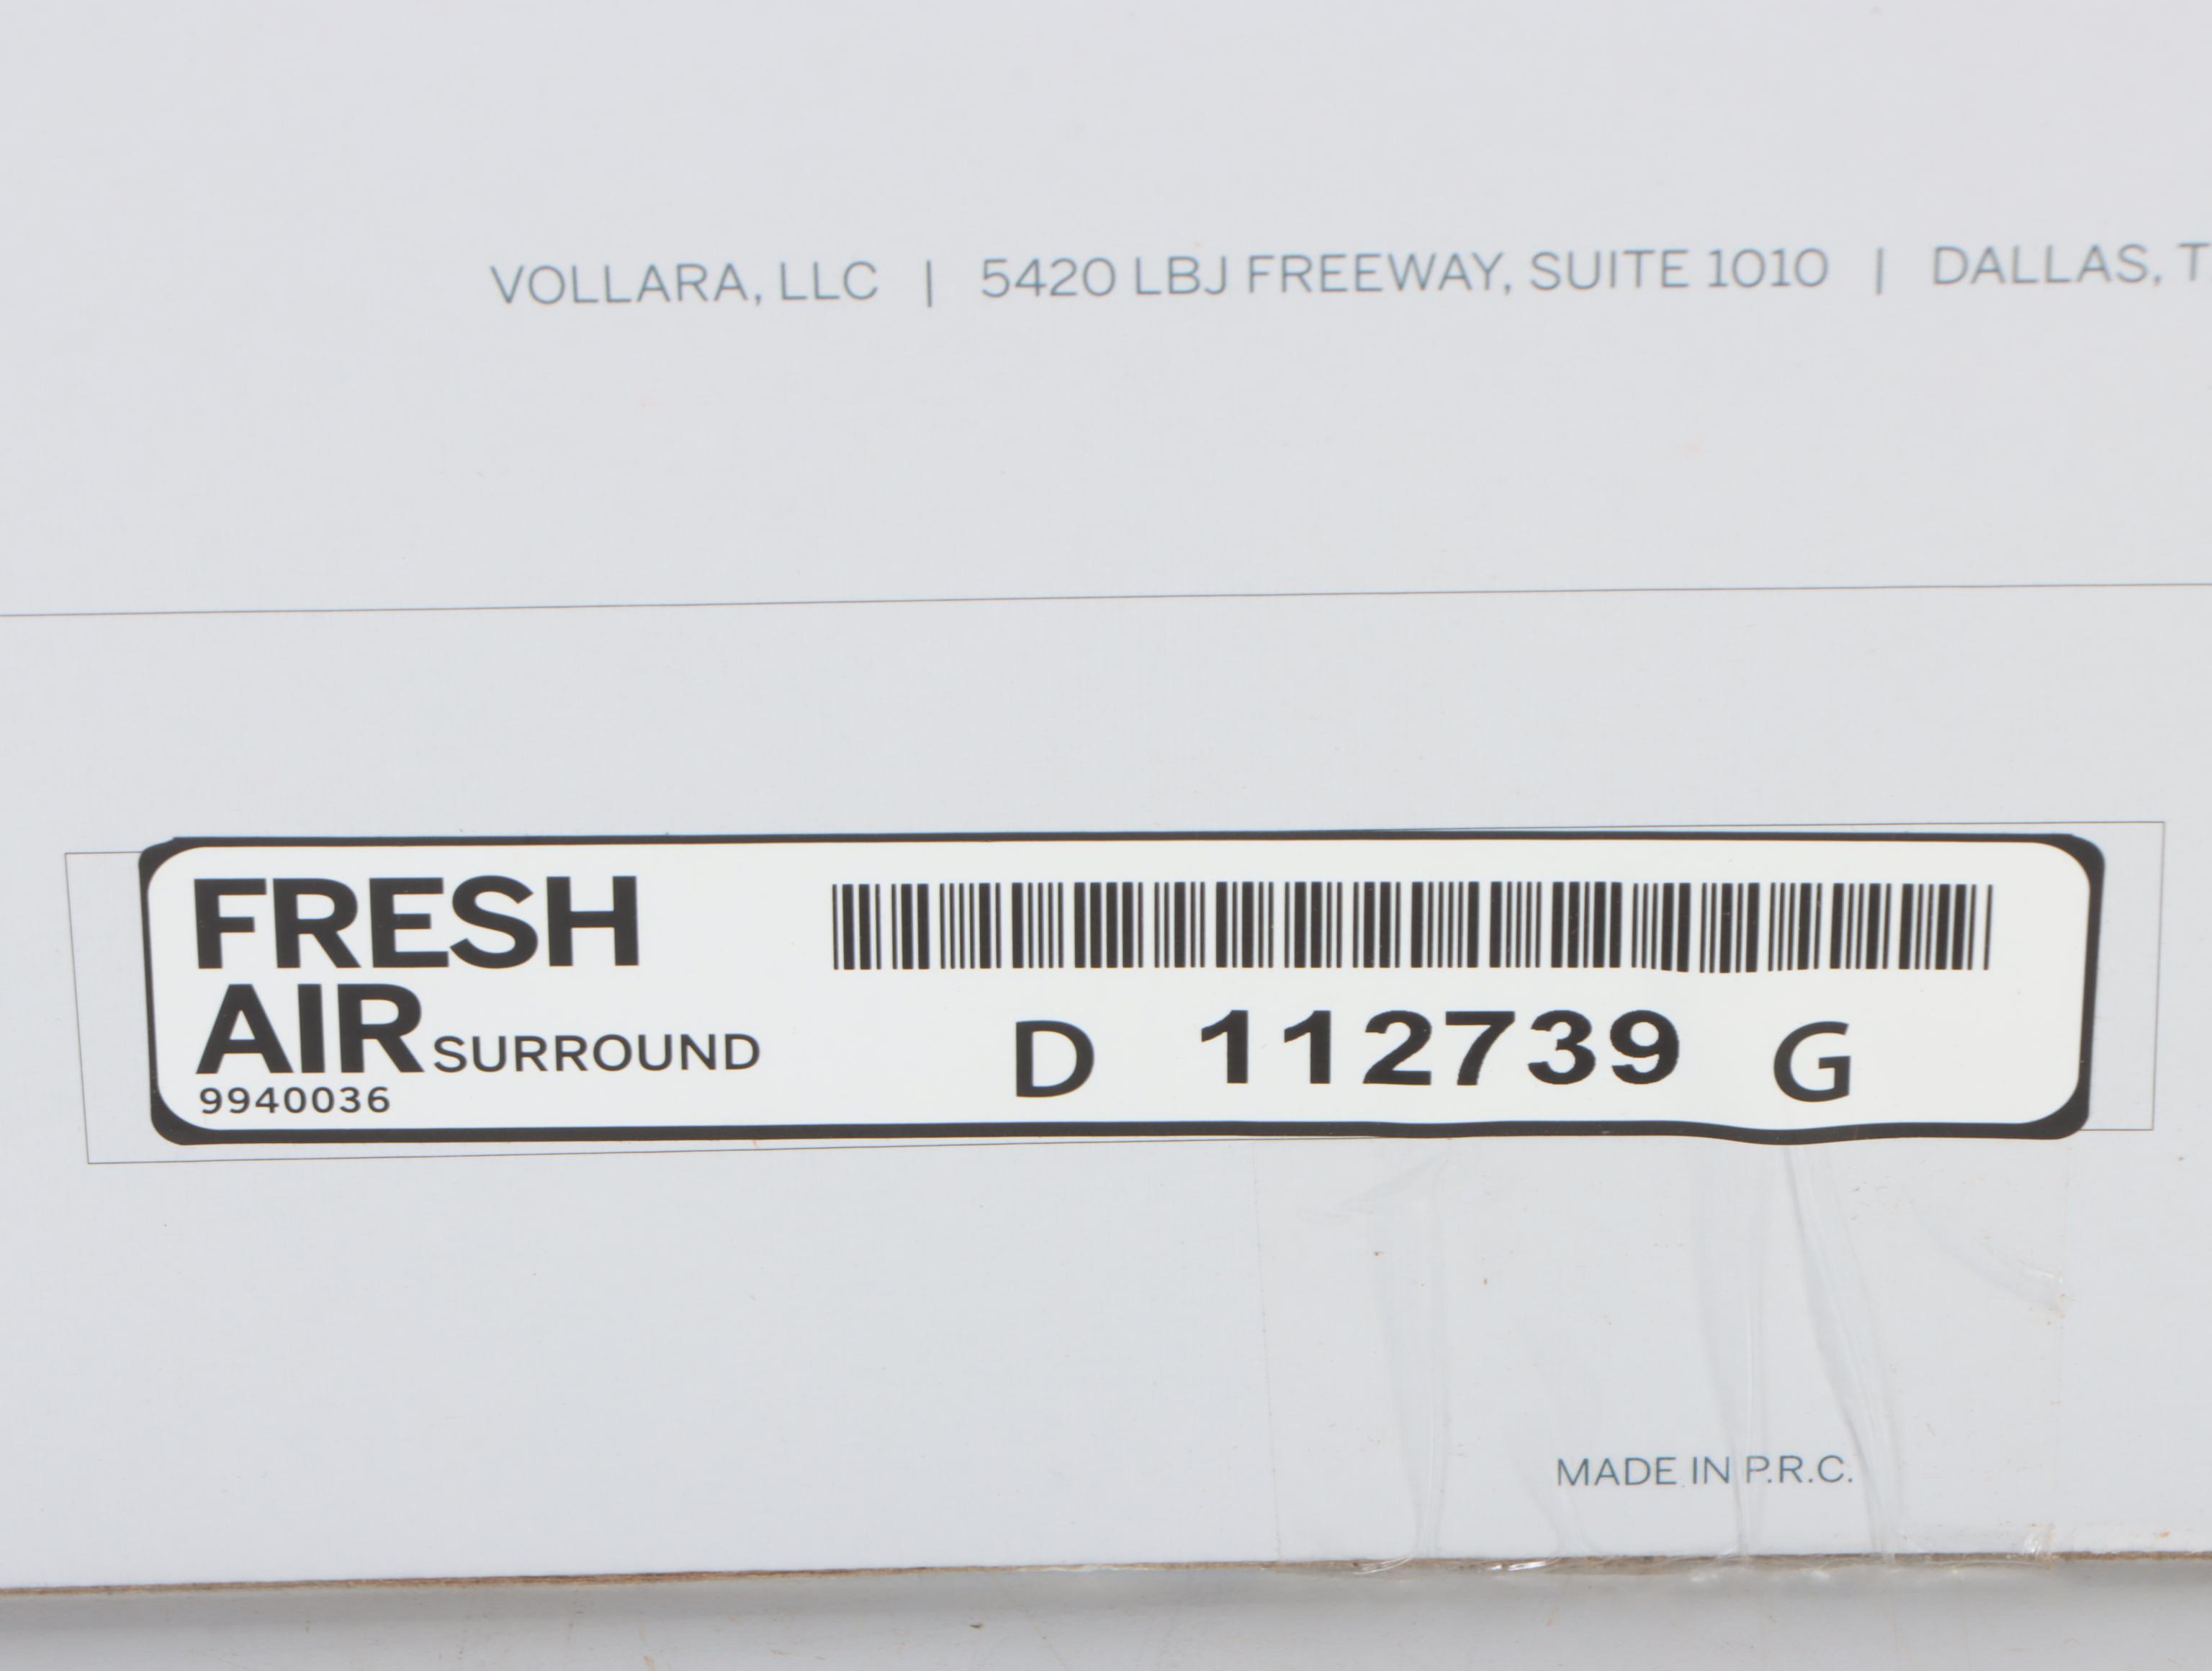 VOLLARA, LLC | 5420 LBJ FREEWAY, SUITE 1010 | DALLAS, T
FRESH
AIR SURROUND
9940036
D 112739 G
MADE IN P.R.C.